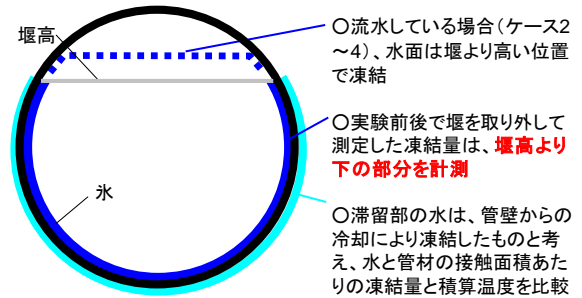 堰高
氷
〇流水している場合(ケース2
~4)、水面は堰より高い位置
で凍結
〇実験前後で堰を取り外して
測定した凍結量は、堰高より
下の部分を計測
〇滞留部の水は、管壁からの
冷却により凍結したものと考
え、水と管材の接触面積あた
りの凍結量と積算温度を比較